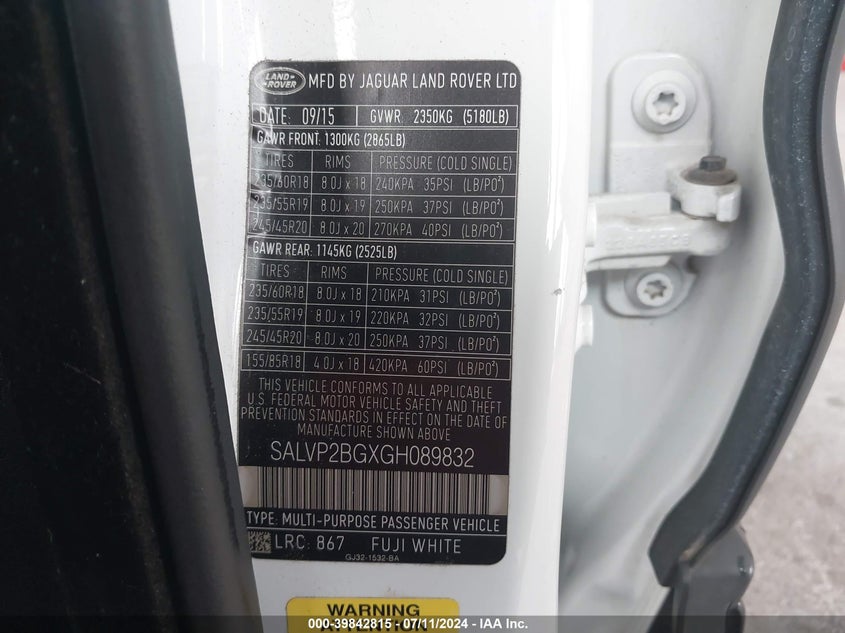 LAND ROVER MFD BY JAGUAR LAND ROVER LTD
DATE: 09/15 GVWR: 2350KG (5180LB)
GAWR FRONT: 1300KG (2865LB)
TIRES RIMS PRESSURE (COLD SINGLE)
235/60R18 8.0J x 18 240KPA 35PSI (LB/PO²)
235/55R19 8.0J x 19 250KPA 37PSI (LB/PO²)
245/45R20 8.0J x 20 270KPA 40PSI (LB/PO²)
GAWR REAR: 1145KG (2525LB)
TIRES RIMS PRESSURE (COLD SINGLE)
235/60R18 8.0J x 18 210KPA 31PSI (LB/PO²)
235/55R19 8.0J x 19 220KPA 32PSI (LB/PO²)
245/45R20 8.0J x 20 250KPA 37PSI (LB/PO²)
155/85R18 4.0J x 18 420KPA 60PSI (LB/PO²)
THIS VEHICLE CONFORMS TO ALL APPLICABLE
U.S. FEDERAL MOTOR VEHICLE SAFETY AND THEFT
PREVENTION STANDARDS IN EFFECT ON THE DATE OF
MANUFACTURE SHOWN ABOVE
SALVP2BGXGH089832
TYPE: MULTI-PURPOSE PASSENGER VEHICLE
LRC: 867 FUJI WHITE
GJ32-1532-BA
WARNING
ATTENTION
000-39842815 - 07/11/2024 - IAA Inc.